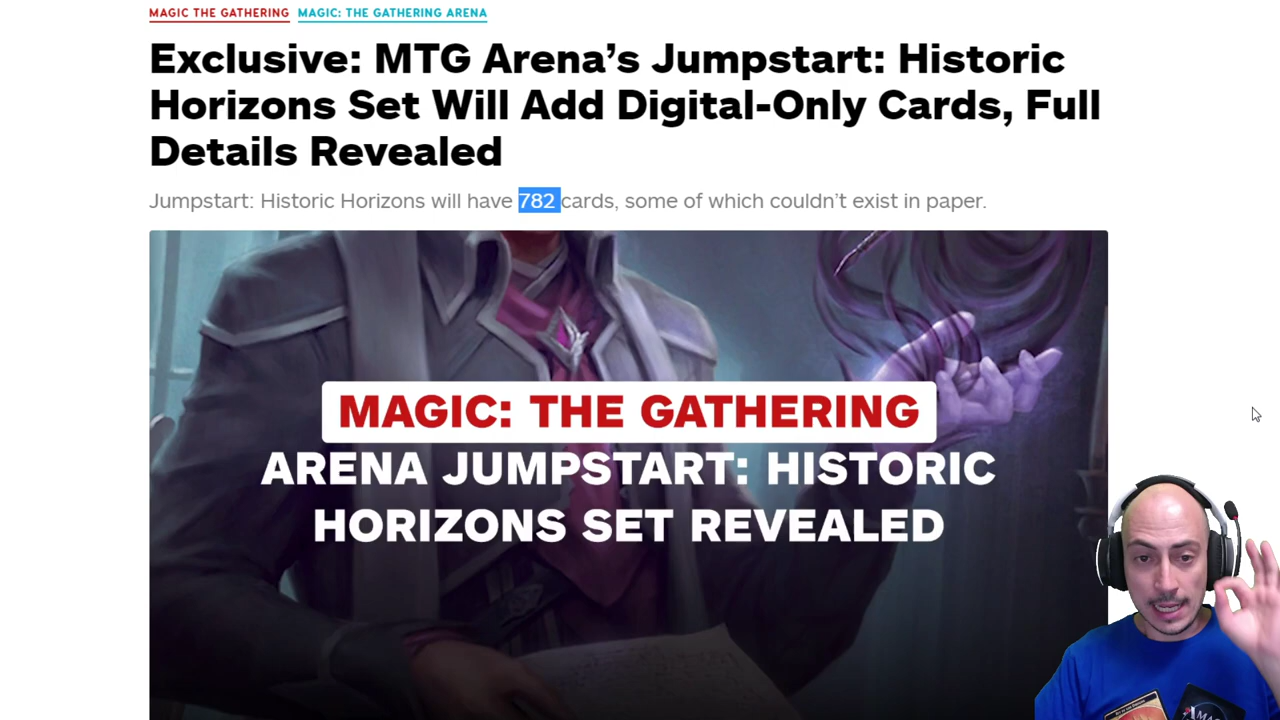 MAGIC THE GATHERING MAGIC: THE GATHERING ARENA
Exclusive: MTG Arena's Jumpstart: Historic
Horizons Set Will Add Digital-Only Cards, Full
Details Revealed
Jumpstart: Historic Horizons will have 782 cards, some of which couldn't exist in paper.
MAGIC: THE GATHERING
ARENA JUMPSTART: HISTORIC
HORIZONS SET REVEALED